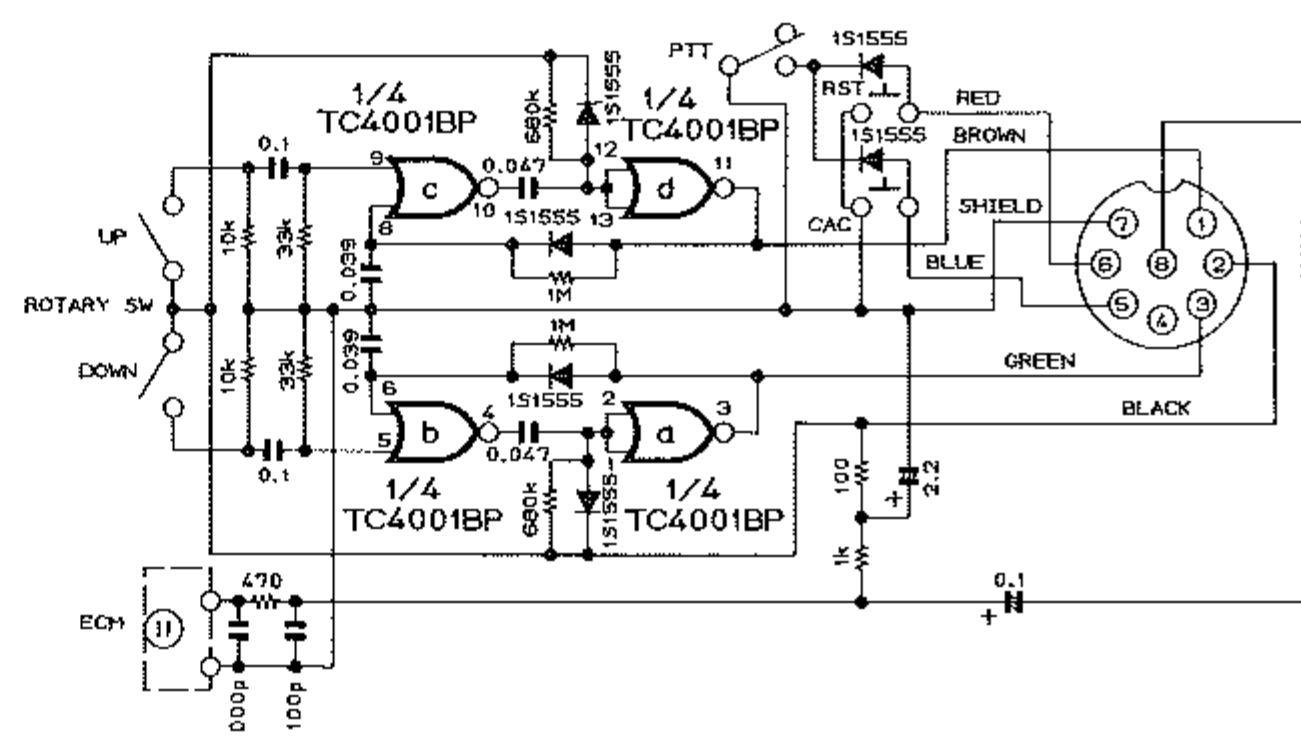 PTT
1S1555
1/4
TC4001BP
680k
1S1555
1/4
TC4001BP
RST
RED
1S1555
BROWN
0.1
9
c
10
8
0.047
12
13
d
11
1S1555
CAC
SHIELD
BLUE
7
1
6
8
2
5
4
3
UP
10k
33k
0.039
1M
ROTARY SW
DOWN
10k
33k
0.039
1M
1S1555
GREEN
BLACK
6
5
b
4
0.047
2
a
3
0.1
1/4
TC4001BP
680k
1S1555
1/4
TC4001BP
100
+
2.2
1k
470
0.1
+
ECM
000p
100p